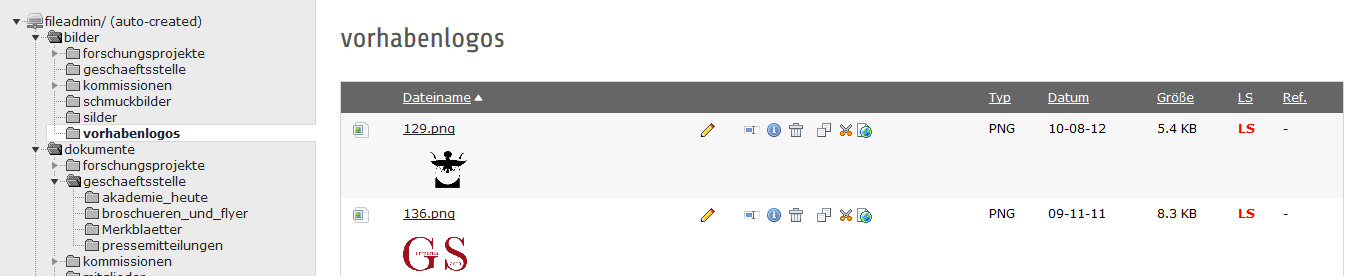 fileadmin/ (auto-created)
bilder
forschungsprojekte
geschaeftsstelle
kommissionen
schmuckbilder
silder
vorhabenlogos
dokumente
forschungsprojekte
geschaeftsstelle
akademie_heute
broschueren_und_flyer
Merkblaetter
pressemitteilungen
kommissionen
mitglieder
vorhabenlogos
Dateiname Typ Datum Größe LS Ref.
129.png PNG 10-08-12 5.4 KB LS -
136.png PNG 09-11-11 8.3 KB LS -
G S